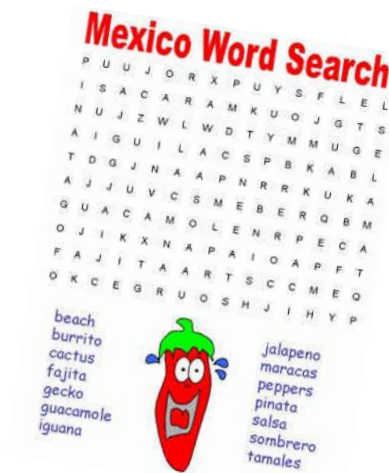 Mexico Word Search
P U U J O R X P U Y S F L E L
I S A C A R A M K U O J G T S
N U J Z W L W D T Y M M U G E
A I G U I L A C S P B K A B L
T D G J N A A P N R R K U K A
A J J U V C S M E B E R Q B M
G U A C A M O L E N R P E C A
O J I K X N A P A I O A P F T
F A J I T A A R T S C C M E Q
O K C E G R U O S H J I H Y P
beach
burrito
cactus
fajita
gecko
guacamole
iguana
jalapeno
maracas
peppers
pinata
salsa
sombrero
tamales